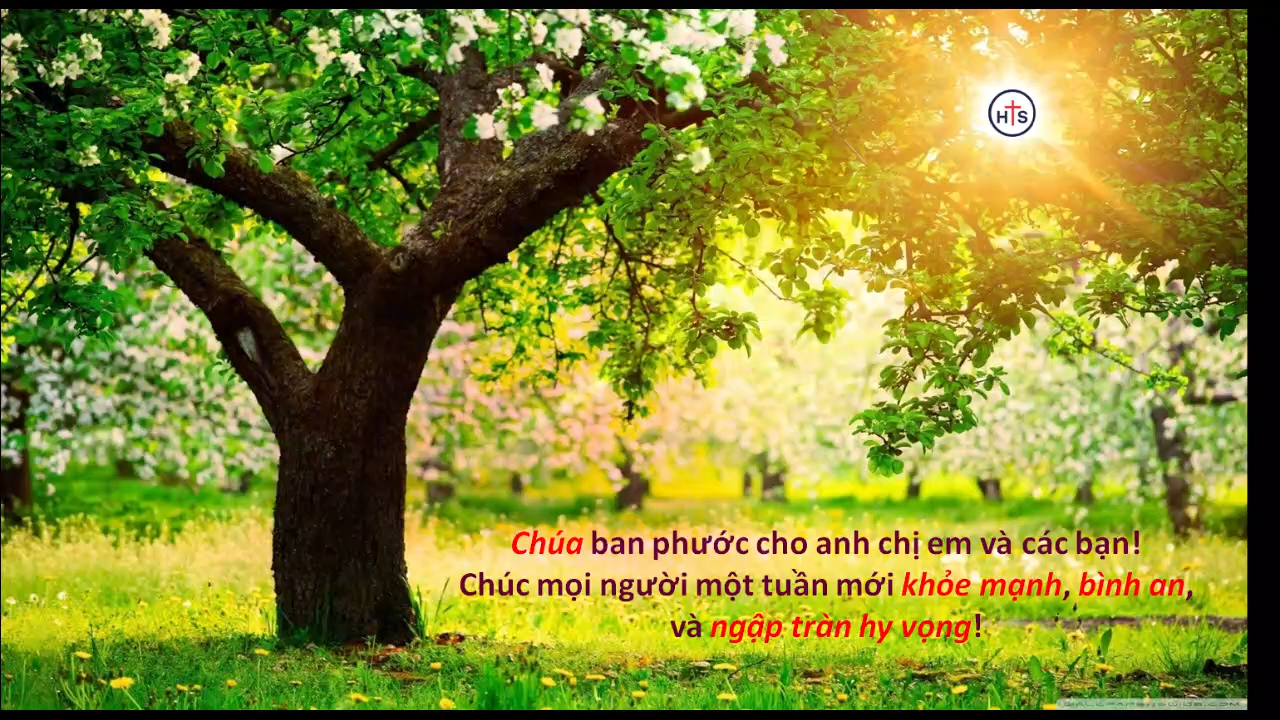 H†S
Chúa ban phước cho anh chị em và các bạn!
Chúc mọi người một tuần mới khỏe mạnh, bình an,
và ngập tràn hy vọng!